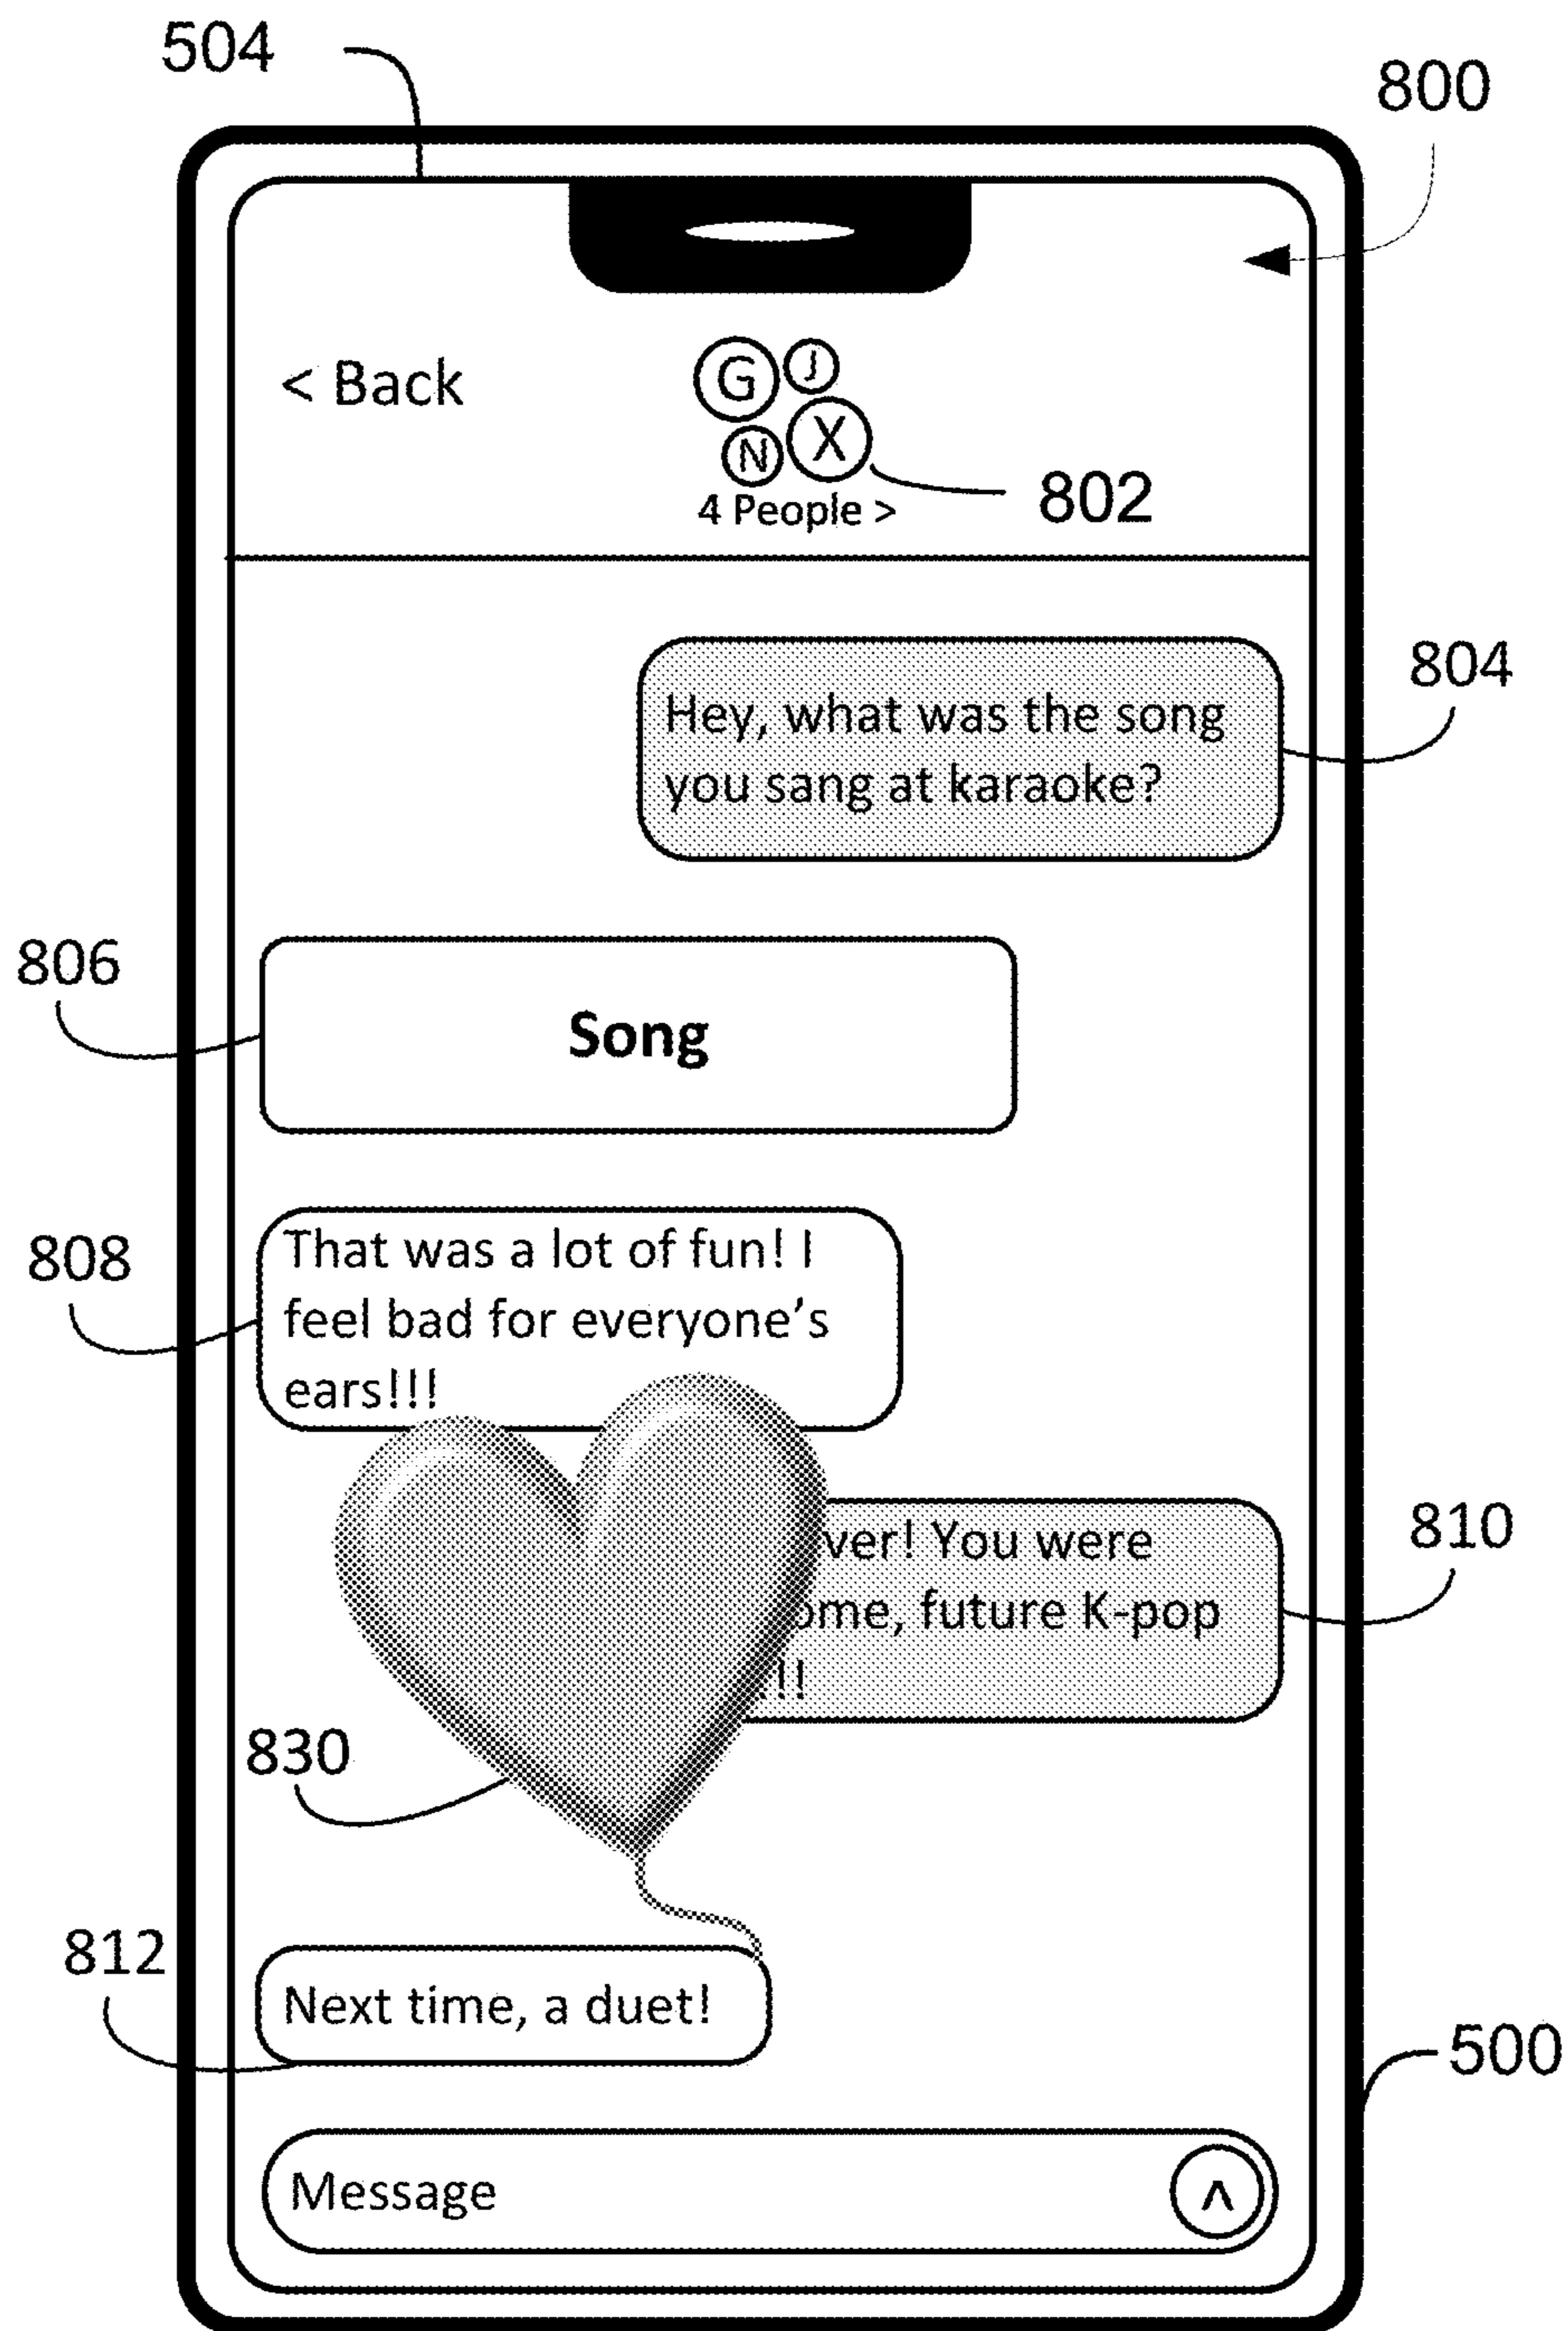 504
800
< Back
G J
N X
4 People >
802
Hey, what was the song
you sang at karaoke?
804
806
Song
808
That was a lot of fun! I
feel bad for everyone’s
ears!!!
ver! You were
ome, future K-pop
!!
810
830
812
Next time, a duet!
500
Message
^